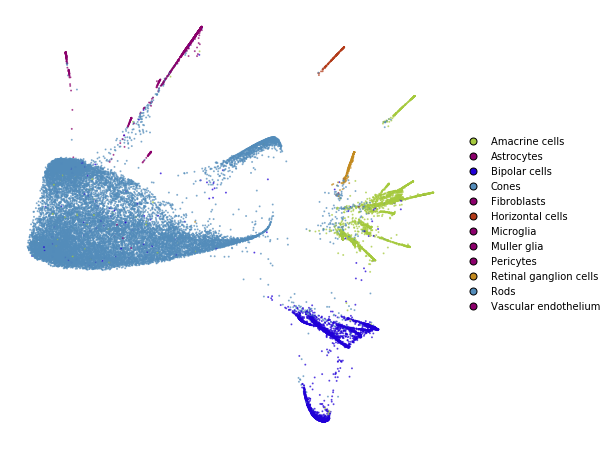 Amacrine cells
Astrocytes
Bipolar cells
Cones
Fibroblasts
Horizontal cells
Microglia
Muller glia
Pericytes
Retinal ganglion cells
Rods
Vascular endothelium